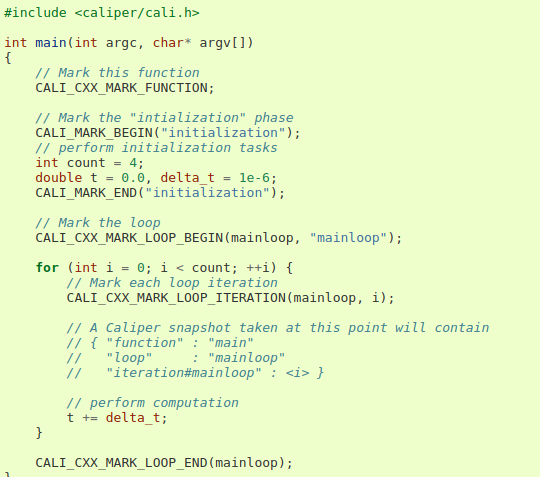 #include <caliper/cali.h>

int main(int argc, char* argv[])
{
    // Mark this function
    CALI_CXX_MARK_FUNCTION;

    // Mark the "intialization" phase
    CALI_MARK_BEGIN("initialization");
    // perform initialization tasks
    int count = 4;
    double t = 0.0, delta_t = 1e-6;
    CALI_MARK_END("initialization");

    // Mark the loop
    CALI_CXX_MARK_LOOP_BEGIN(mainloop, "mainloop");

    for (int i = 0; i < count; ++i) {
        // Mark each loop iteration
        CALI_CXX_MARK_LOOP_ITERATION(mainloop, i);

        // A Caliper snapshot taken at this point will contain
        // { "function" : "main"
        //   "loop"     : "mainloop"
        //   "iteration#mainloop" : <i> }

        // perform computation
        t += delta_t;
    }

    CALI_CXX_MARK_LOOP_END(mainloop);
}